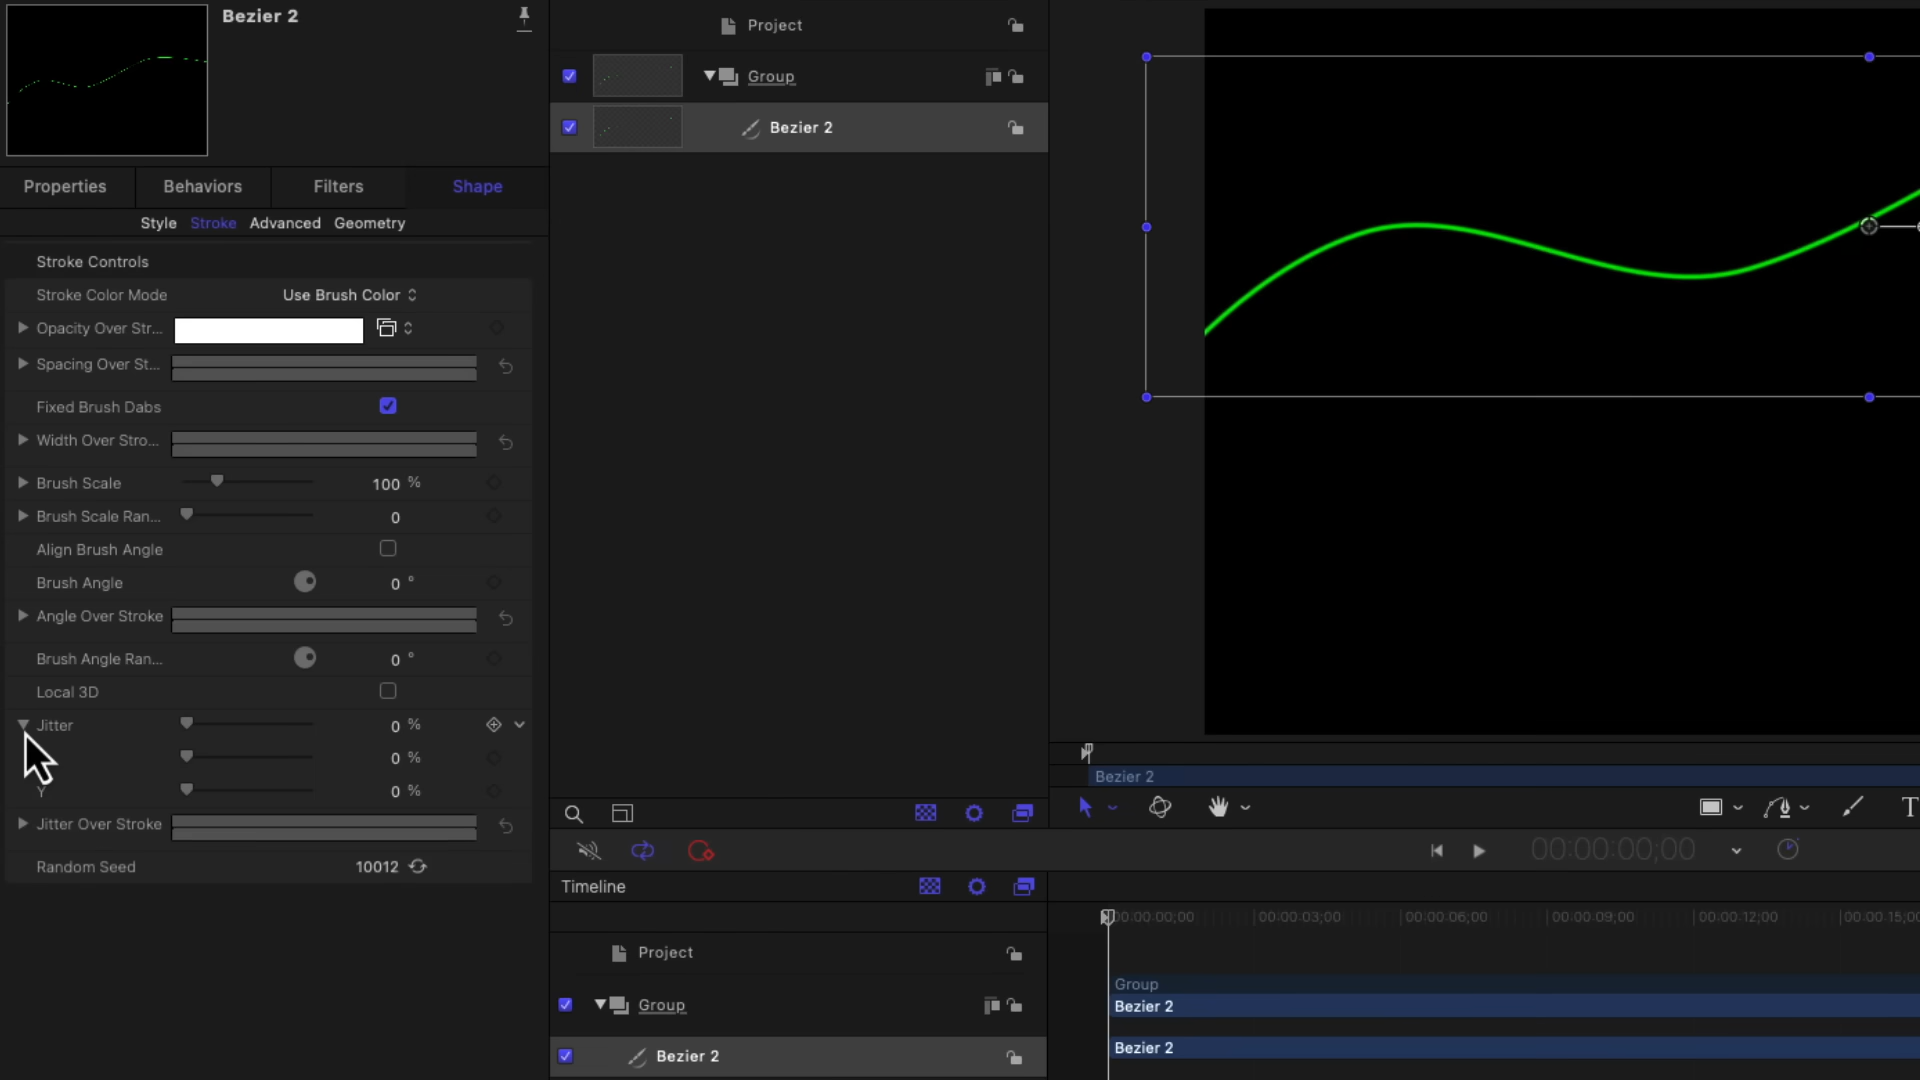 Bezier 2
Properties
Behaviors
Filters
Shape
Style
Stroke
Advanced
Geometry
Stroke Controls
Stroke Color Mode
Use Brush Color
Opacity Over Str...
Spacing Over St...
Fixed Brush Dabs
Width Over Stro...
Brush Scale
100 %
Brush Scale Ran...
0
Align Brush Angle
Brush Angle
0 °
Angle Over Stroke
Brush Angle Ran...
0 °
Local 3D
Jitter
0 %
0 %
Y
0 %
Jitter Over Stroke
Random Seed
10012
Project
Group
Bezier 2
Bezier 2
T
00:00:00;00
Timeline
Project
Group
Bezier 2
00:00:00;00
00:00:03;00
00:00:06;00
00:00:09;00
00:00:12;00
00:00:15;00
Group
Bezier 2
Bezier 2